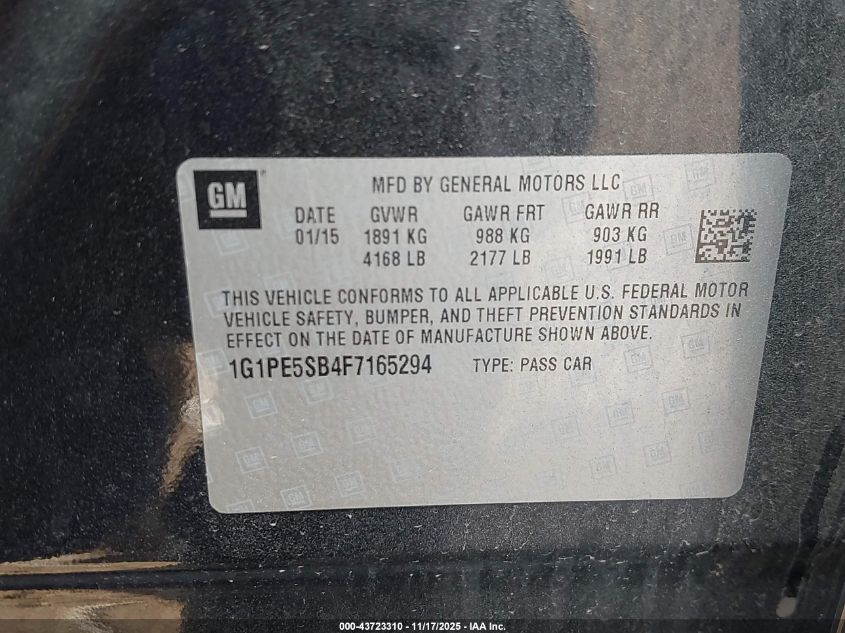 GM
MFD BY GENERAL MOTORS LLC
DATE GVWR GAWR FRT GAWR RR
01/15 1891 KG 988 KG 903 KG
4168 LB 2177 LB 1991 LB
THIS VEHICLE CONFORMS TO ALL APPLICABLE U.S. FEDERAL MOTOR
VEHICLE SAFETY, BUMPER, AND THEFT PREVENTION STANDARDS IN
EFFECT ON THE DATE OF MANUFACTURE SHOWN ABOVE.
1G1PE5SB4F7165294 TYPE: PASS CAR
000-43723310 - 11/17/2025 - IAA Inc.